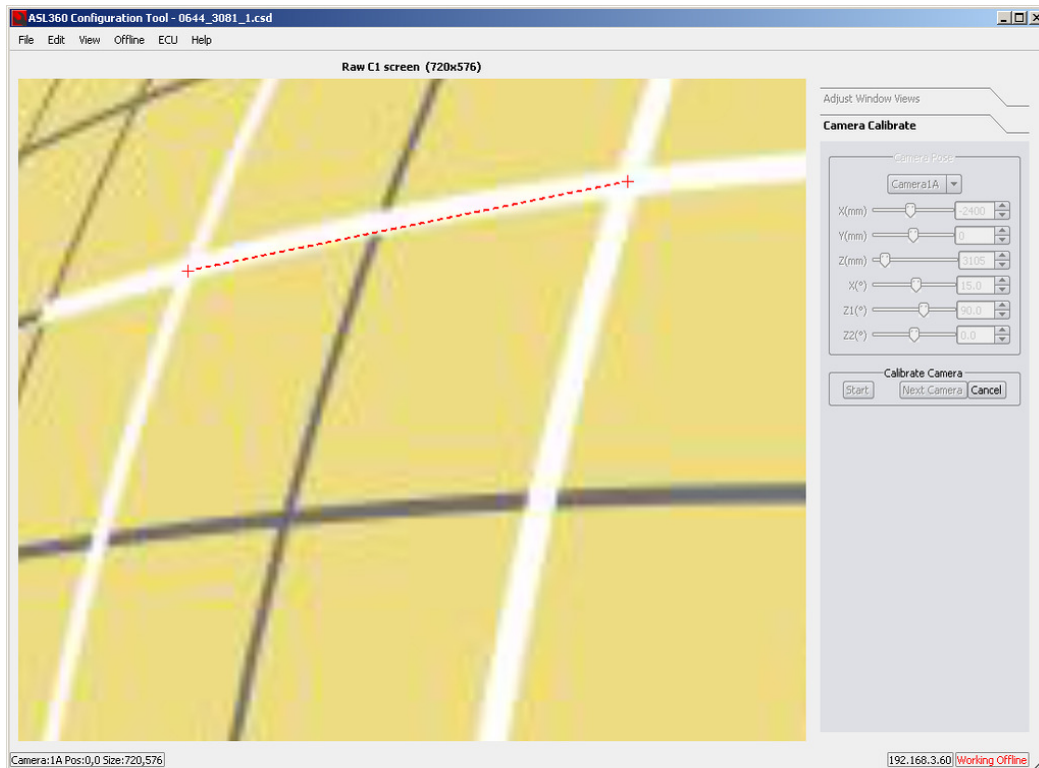 ASL360 Configuration Tool - 0644_3081_1.csd
File Edit View Offline ECU Help
Raw C1 screen (720x576)
Adjust Window Views
Camera Calibrate
Camera Pose
Camera1A
X(mm) -2400
Y(mm) 0
Z(mm) 3105
X(°) 15.0
Z1(°) 90.0
Z2(°) 0.0
Calibrate Camera
Start Next Camera Cancel
Camera:1A Pos:0,0 Size:720,576 192.168.3.60 Working Offline